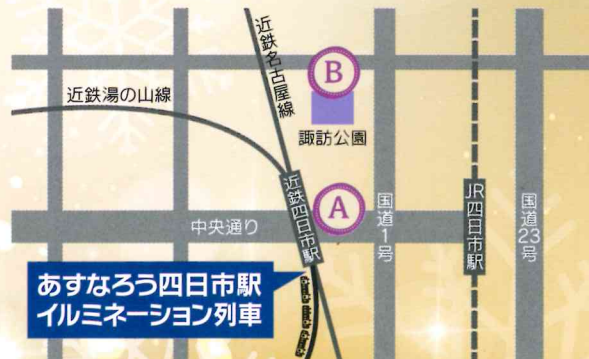 近鉄名古屋線
B
近鉄湯の山線
諏訪公園
近鉄四日市駅
A
国道1号
JR四日市駅
国道23号
中央通り
あすなろう四日市駅
イルミネーション列車